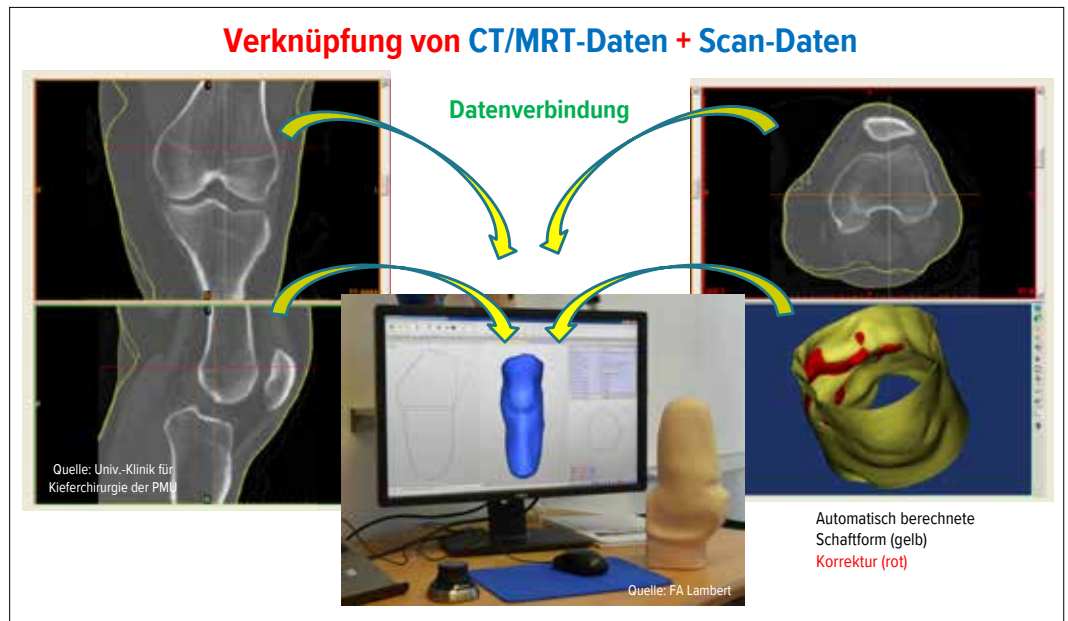 Verknüpfung von CT/MRT-Daten + Scan-Daten
Datenverbindung
Quelle: Univ.-Klinik für
Kieferchirurgie der PMU
Quelle: FA Lambert
Automatisch berechnete
Schaftform (gelb)
Korrektur (rot)